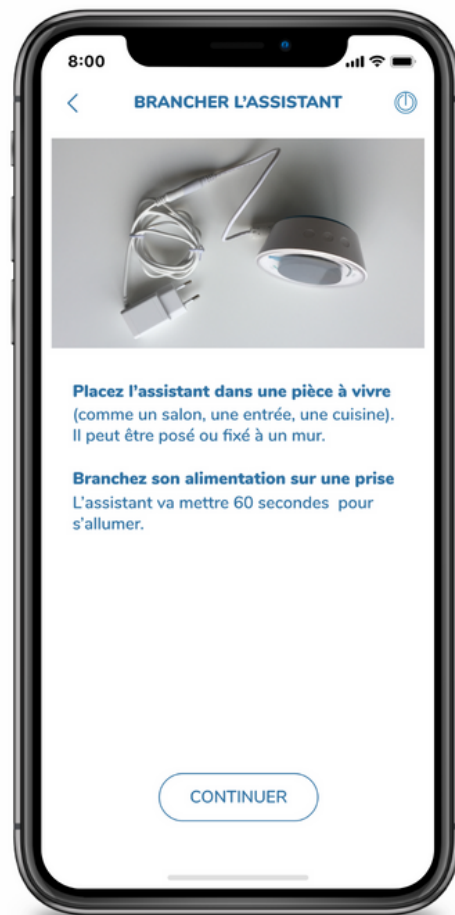 8:00
BRANCHER L'ASSISTANT
Placez l'assistant dans une pièce à vivre
(comme un salon, une entrée, une cuisine).
Il peut être posé ou fixé à un mur.
Branchez son alimentation sur une prise
L'assistant va mettre 60 secondes pour
s'allumer.
CONTINUER